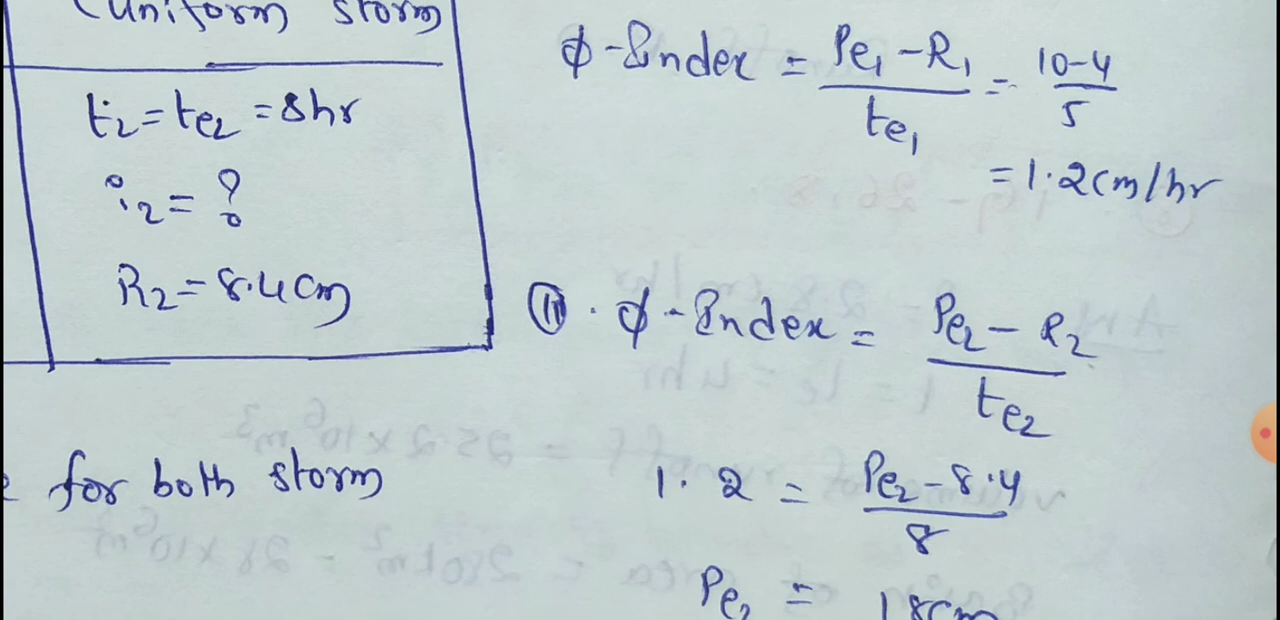 (uniform storm
t2 = te2 = 8hr
i2 = ?
R2 = 8.4cm
for both storm
ϕ-Index = Pe1 - R1 / te1 = 10-4 / 5
= 1.2cm/hr
(II). ϕ-Index = Pe2 - R2 / te2
1.2 = Pe2 - 8.4 / 8
Pe2 = 18cm